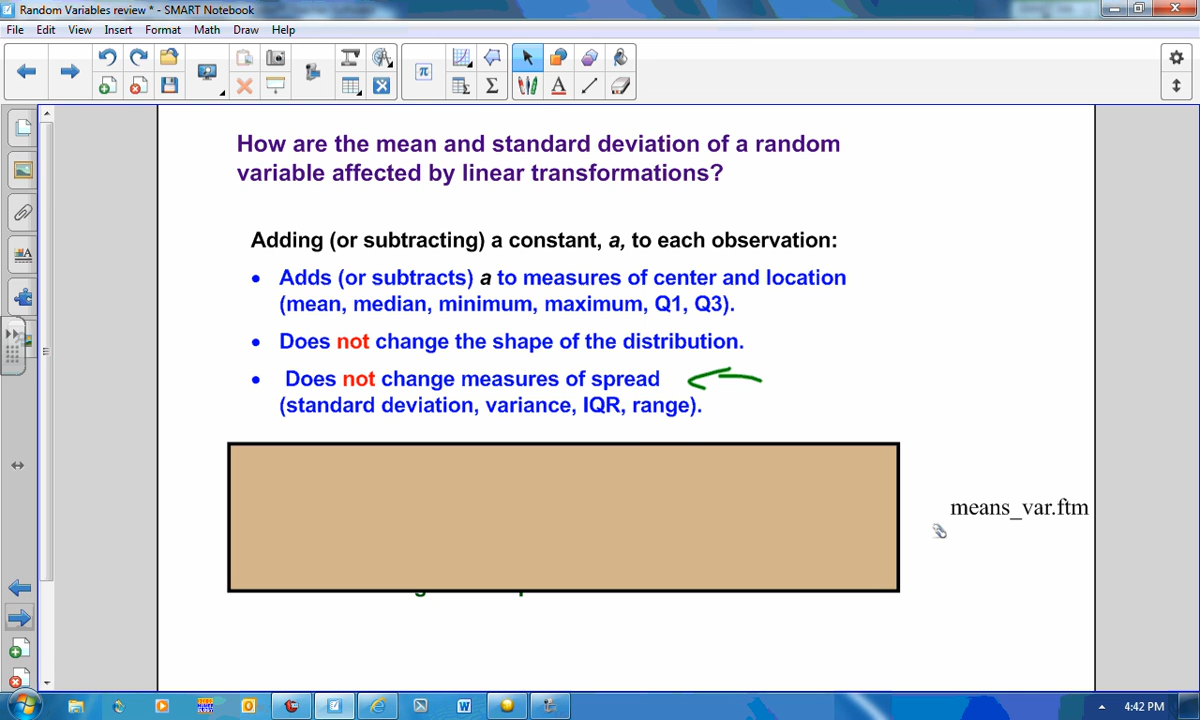 Random Variables review * - SMART Notebook
File Edit View Insert Format Math Draw Help
How are the mean and standard deviation of a random
variable affected by linear transformations?
Adding (or subtracting) a constant, a, to each observation:
• Adds (or subtracts) a to measures of center and location
(mean, median, minimum, maximum, Q1, Q3).
• Does not change the shape of the distribution.
• Does not change measures of spread
(standard deviation, variance, IQR, range).
means_var.ftm
4:42 PM